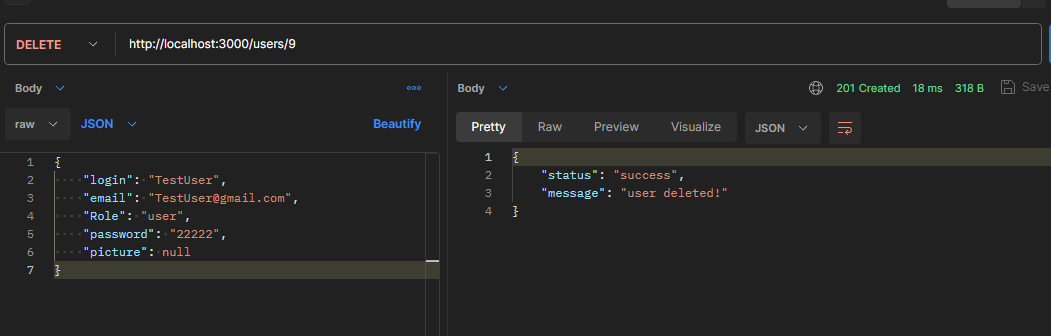 DELETE http://localhost:3000/users/9
Body
raw JSON Beautify
1 {
2 ····"login":·"TestUser",
3 ····"email":·"TestUser@gmail.com",
4 ····"Role":·"user",
5 ····"password":·"22222",
6 ····"picture":·null
7 }
Body 201 Created 18 ms 318 B Save
Pretty Raw Preview Visualize JSON
1 {
2 "status": "success",
3 "message": "user deleted!"
4 }